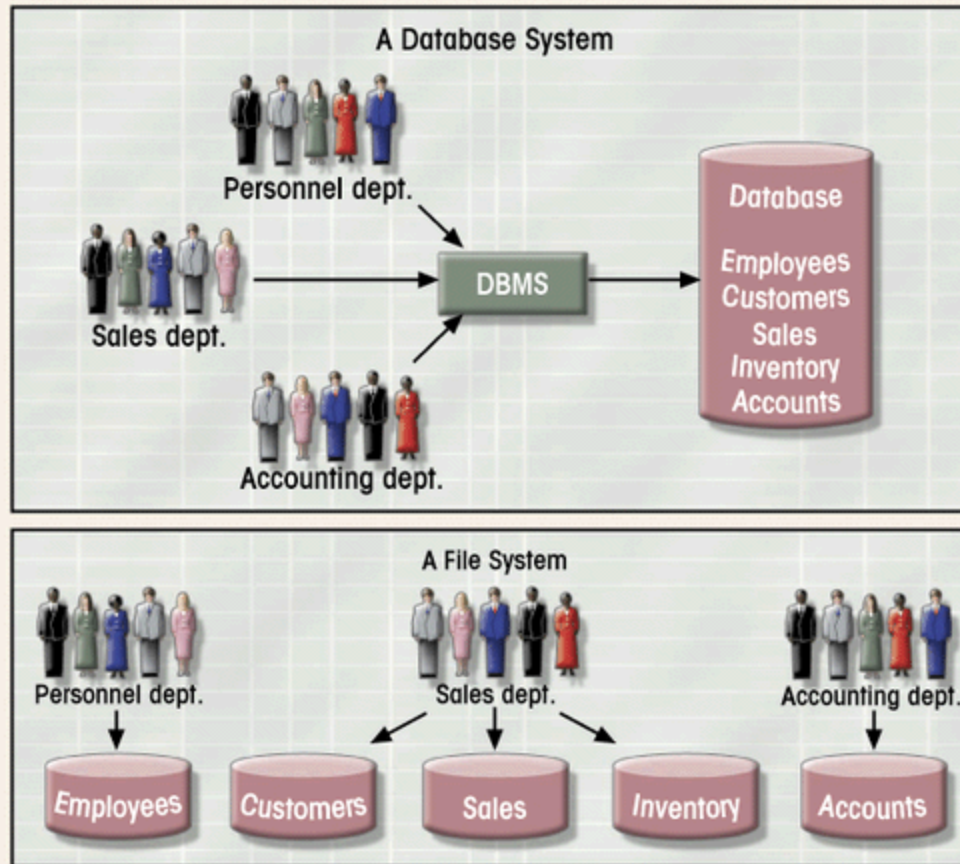 A Database System
Personnel dept.
Sales dept.
DBMS
Accounting dept.
Database
Employees
Customers
Sales
Inventory
Accounts
A File System
Personnel dept.
Sales dept.
Accounting dept.
Employees
Customers
Sales
Inventory
Accounts